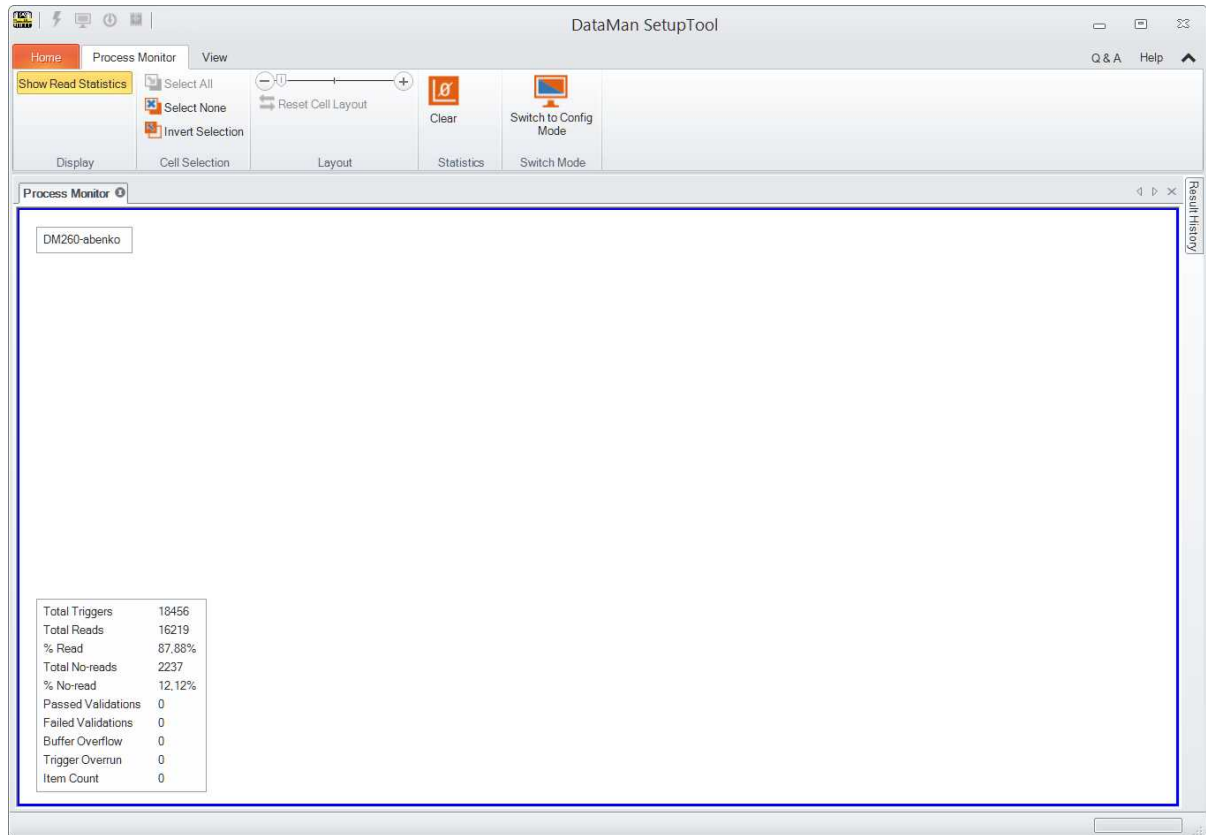 DataMan SetupTool
Home Process Monitor View Q & A Help
Show Read Statistics
Select All
Select None
Invert Selection
Reset Cell Layout
Clear
Switch to Config
Mode
Display Cell Selection Layout Statistics Switch Mode
Process Monitor
Result History
DM260-abenko
Total Triggers 18456
Total Reads 16219
% Read 87,88%
Total No-reads 2237
% No-read 12,12%
Passed Validations 0
Failed Validations 0
Buffer Overflow 0
Trigger Overrun 0
Item Count 0